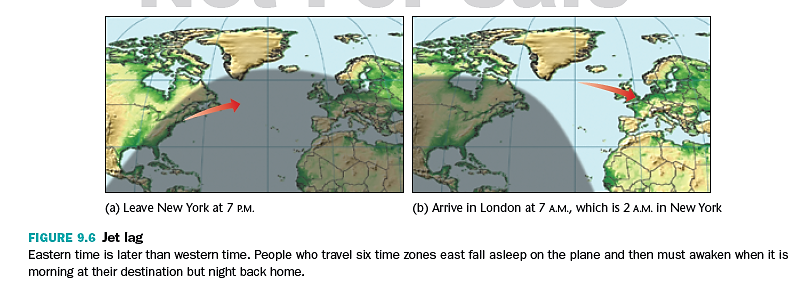 (a) Leave New York at 7 P.M.
(b) Arrive in London at 7 A.M., which is 2 A.M. in New York
FIGURE 9.6 Jet lag
Eastern time is later than western time. People who travel six time zones east fall asleep on the plane and then must awaken when it is
morning at their destination but night back home.